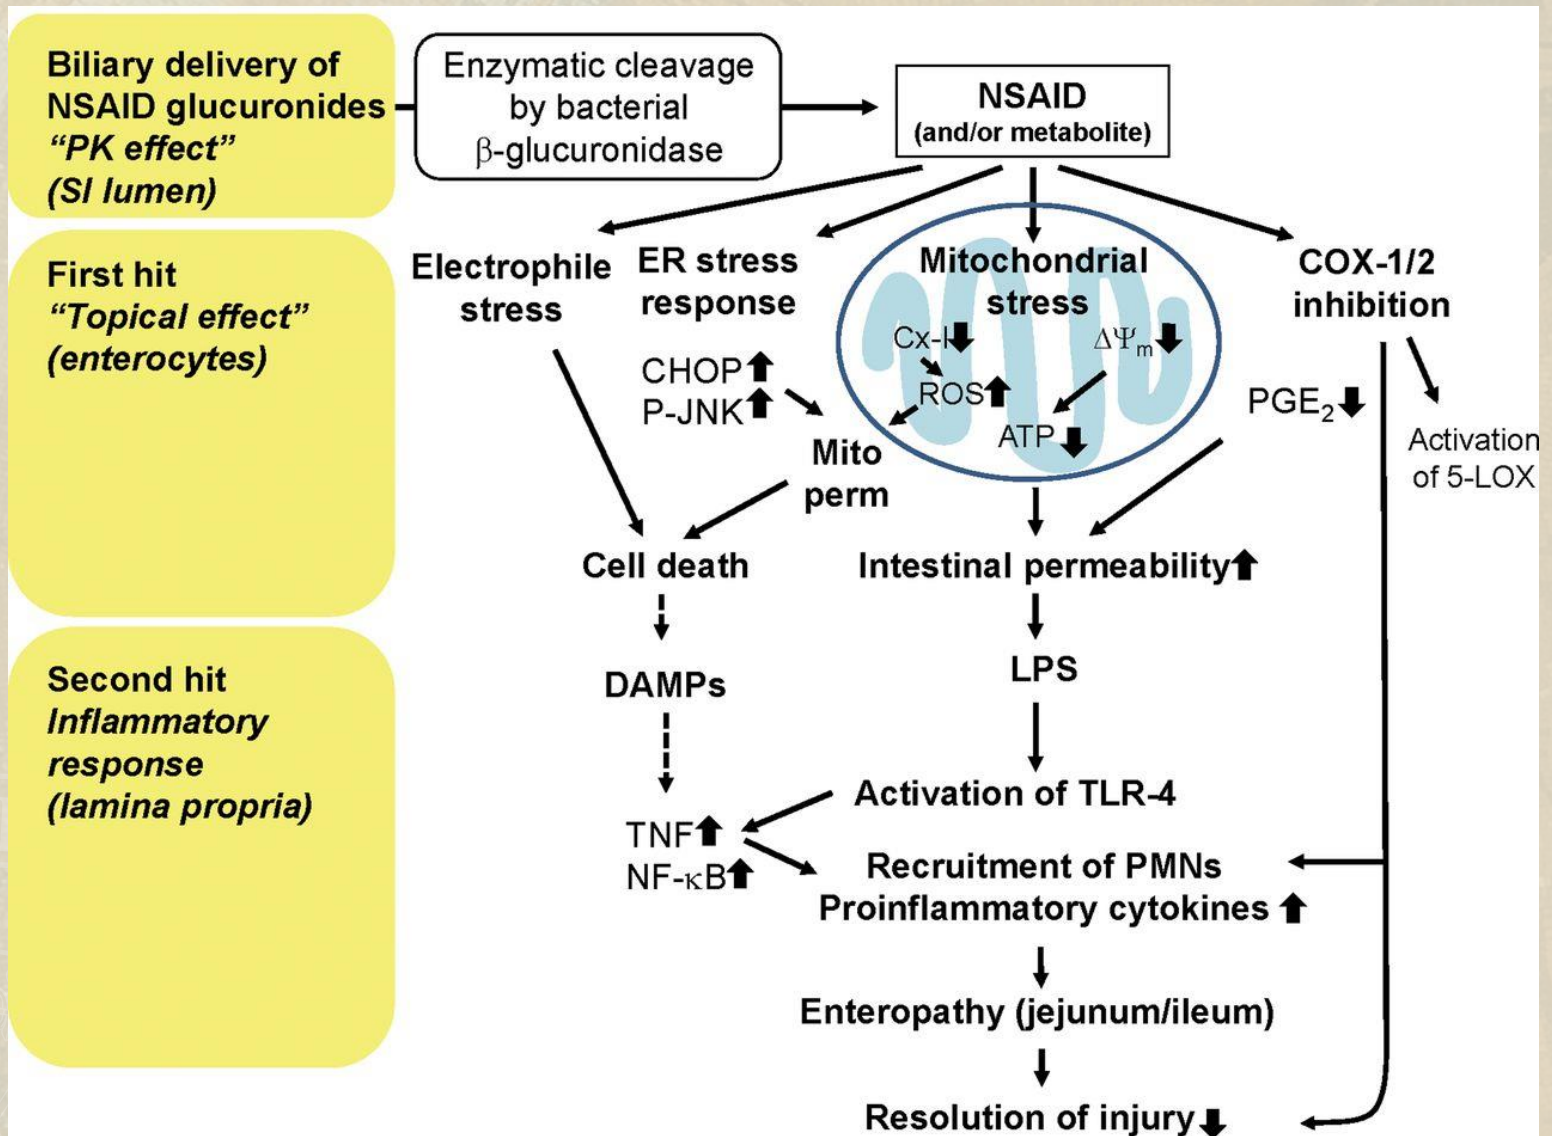 Biliary delivery of
NSAID glucuronides
“PK effect”
(SI lumen)
Enzymatic cleavage
by bacterial
β-glucuronidase
NSAID
(and/or metabolite)
First hit
“Topical effect”
(enterocytes)
Electrophile
stress
ER stress
response
CHOP
P-JNK
Mitochondrial
stress
Cx-I
ΔΨm
ROS
ATP
Mito
perm
COX-1/2
inhibition
PGE2
Activation
of 5-LOX
Cell death
Intestinal permeability
Second hit
Inflammatory
response
(lamina propria)
DAMPs
LPS
Activation of TLR-4
TNF
NF-κB
Recruitment of PMNs
Proinflammatory cytokines
Enteropathy (jejunum/ileum)
Resolution of injury